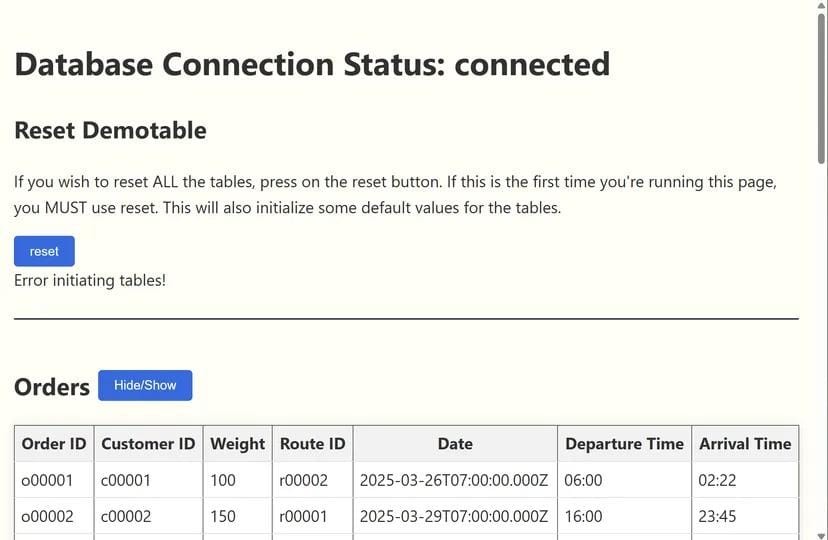 Database Connection Status: connected
Reset Demotable
If you wish to reset ALL the tables, press on the reset button. If this is the first time you're running this page,
you MUST use reset. This will also initialize some default values for the tables.
reset
Error initiating tables!
Orders Hide/Show
Order ID Customer ID Weight Route ID Date Departure Time Arrival Time
o00001 c00001 100 r00002 2025-03-26T07:00:00.000Z 06:00 02:22
o00002 c00002 150 r00001 2025-03-29T07:00:00.000Z 16:00 23:45